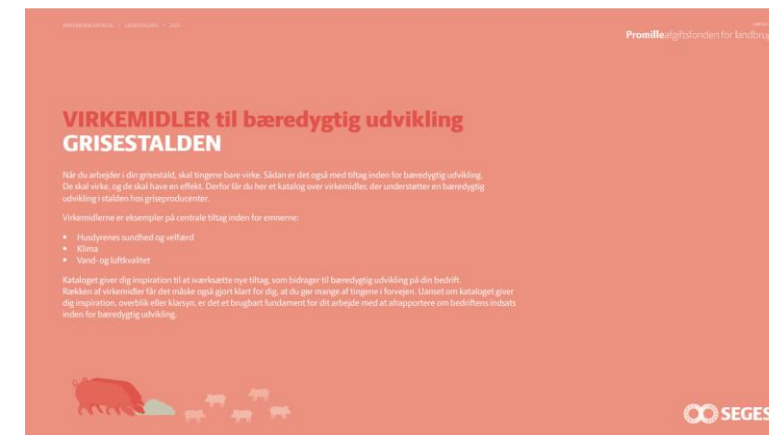 VIRKEMIDLER til bæredygtig udvikling
GRISESTALDEN
Når du arbejder i din grisestald, skal tingene bare virke. Sådan er det også med tiltag inden for bæredygtig udvikling.
De skal virke, og de skal have en effekt. Derfor får du her et katalog over virkemidler, der understøtter en bæredygtig
udvikling i stalden hos griseproducenter.
Virkemidlerne er eksempler på centrale tiltag inden for emnerne:
• Husdyrenes sundhed og velfærd
• Klima
• Vand- og luftkvalitet
Kataloget giver dig inspiration til at iværksætte nye tiltag, som bidrager til bæredygtig udvikling på din bedrift.
Rækken af virkemidler får det måske også gjort klart for dig, at du gør mange af tingene i forvejen. Uanset om kataloget giver
dig inspiration, overblik eller klarsyn, er det et brugbart fundament for dit arbejde med at afrapportere om bedriftens indsats
inden for bæredygtig udvikling.
Promilleafgiftsfonden for landbrug
SEGES